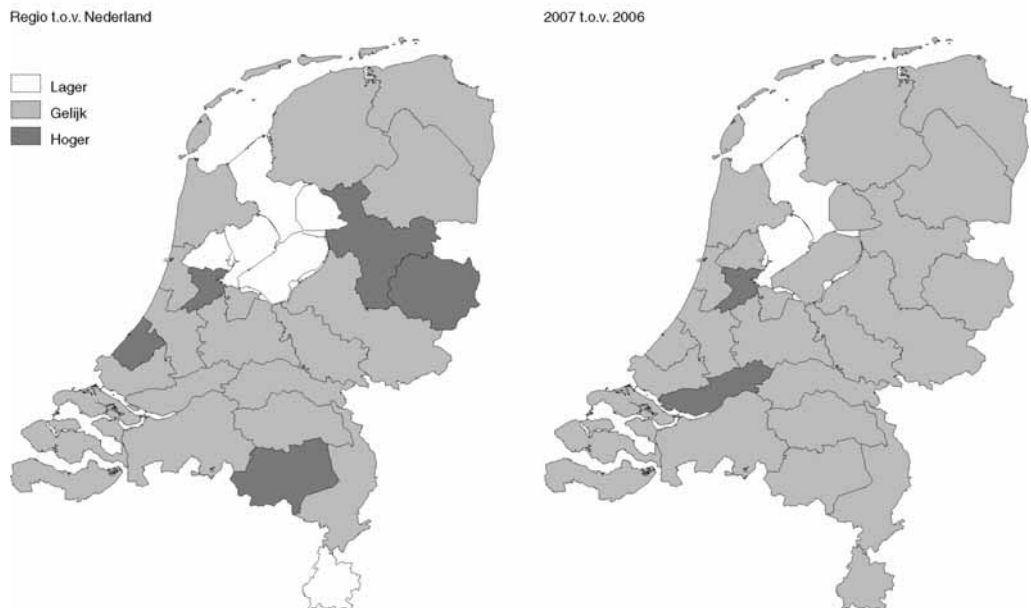 Regio t.o.v. Nederland
2007 t.o.v. 2006
Lager
Gelijk
Hoger